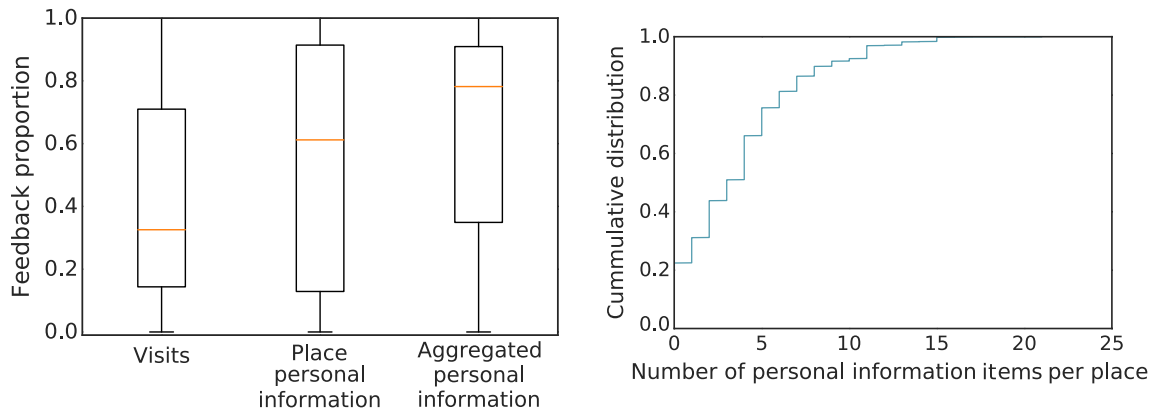 Feedback proportion
1.0
0.8
0.6
0.4
0.2
0.0
Visits
Place
personal
information
Aggregated
personal
information
Cummulative distribution
1.0
0.8
0.6
0.4
0.2
0.0
0
5
10
15
20
25
Number of personal information items per place